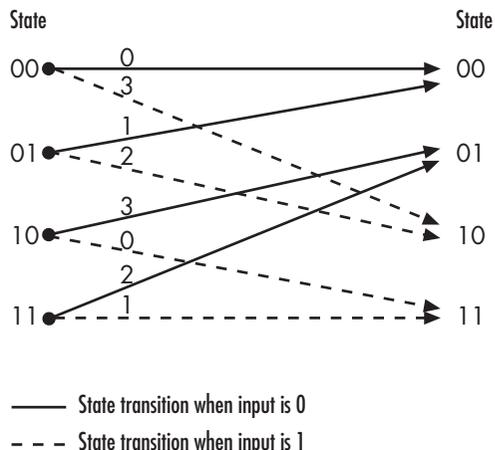 State State
00 0 00
3
1
01 2 01
3
10 0 10
2
11 1 11
State transition when input is 0
State transition when input is 1